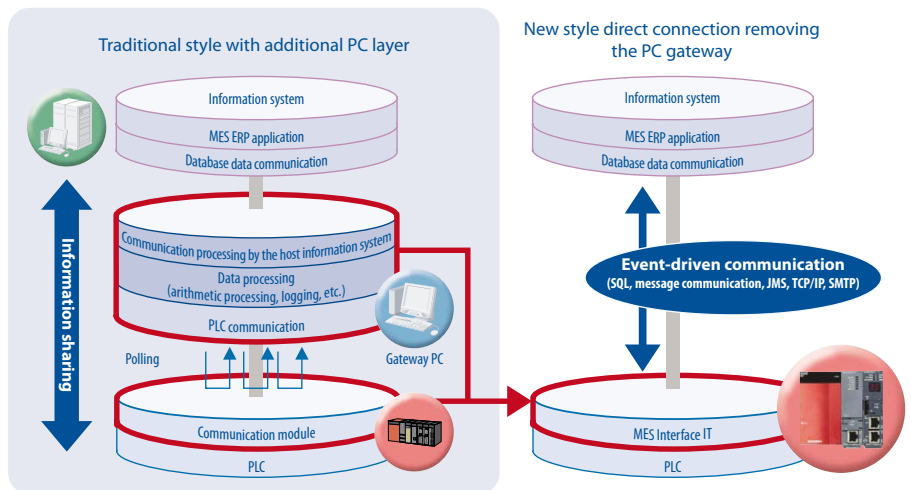 Traditional style with additional PC layer
Information system
MES ERP application
Database data communication
Information sharing
Communication processing by the host information system
Data processing
(arithmetic processing, logging, etc.)
PLC communication
Polling
Gateway PC
Communication module
PLC
New style direct connection removing
the PC gateway
Information system
MES ERP application
Database data communication
Event-driven communication
(SQL, message communication, JMS, TCP/IP, SMTP)
MES Interface IT
PLC